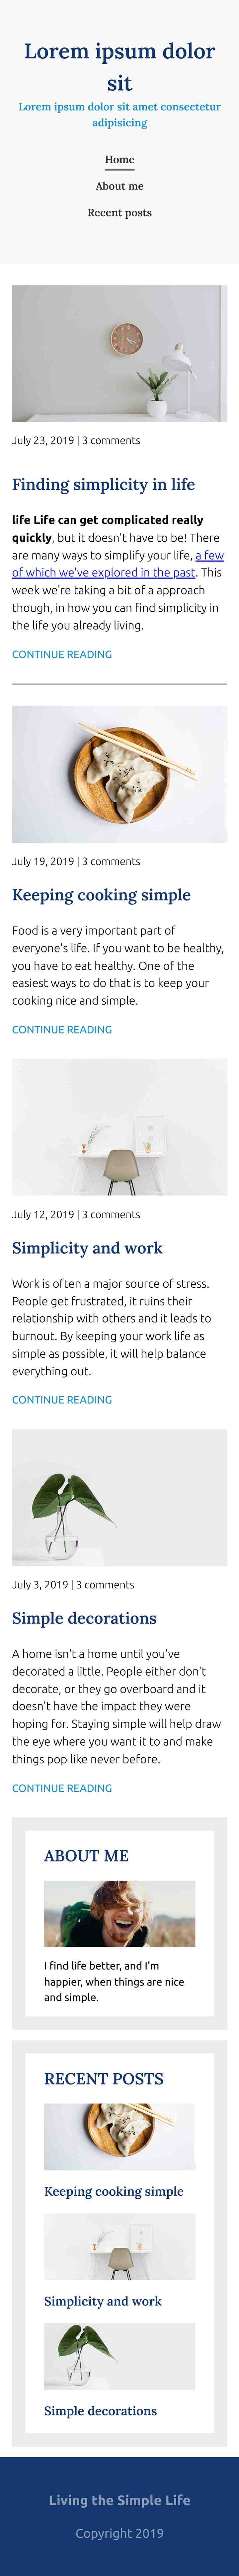 Lorem ipsum dolor
sit
Lorem ipsum dolor sit amet consectetur
adipisicing
Home
About me
Recent posts
July 23, 2019 | 3 comments
Finding simplicity in life
life Life can get complicated really
quickly, but it doesn't have to be! There
are many ways to simplify your life, a few
of which we've explored in the past. This
week we're taking a bit of a approach
though, in how you can find simplicity in
the life you already living.
CONTINUE READING
July 19, 2019 | 3 comments
Keeping cooking simple
Food is a very important part of
everyone's life. If you want to be healthy,
you have to eat healthy. One of the
easiest ways to do that is to keep your
cooking nice and simple.
CONTINUE READING
July 12, 2019 | 3 comments
Simplicity and work
Work is often a major source of stress.
People get frustrated, it ruins their
relationship with others and it leads to
burnout. By keeping your work life as
simple as possible, it will help balance
everything out.
CONTINUE READING
July 3, 2019 | 3 comments
Simple decorations
A home isn't a home until you've
decorated a little. People either don't
decorate, or they go overboard and it
doesn't have the impact they were
hoping for. Staying simple will help draw
the eye where you want it to and make
things pop like never before.
CONTINUE READING
ABOUT ME
I find life better, and I'm
happier, when things are nice
and simple.
RECENT POSTS
Keeping cooking simple
Simplicity and work
Simple decorations
Living the Simple Life
Copyright 2019